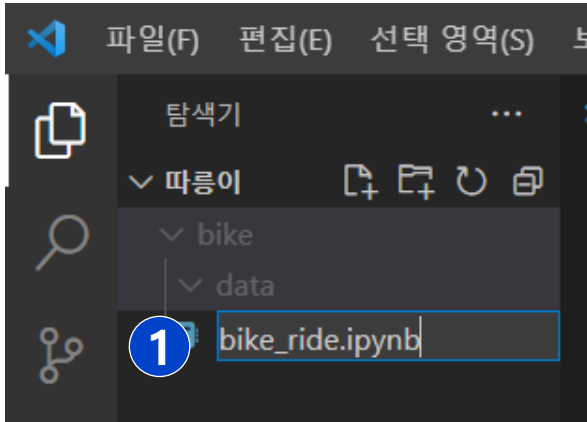 파일(F) 편집(E) 선택 영역(S)
탐색기 ...
따릉이
bike
data
1 bike_ride.ipynb